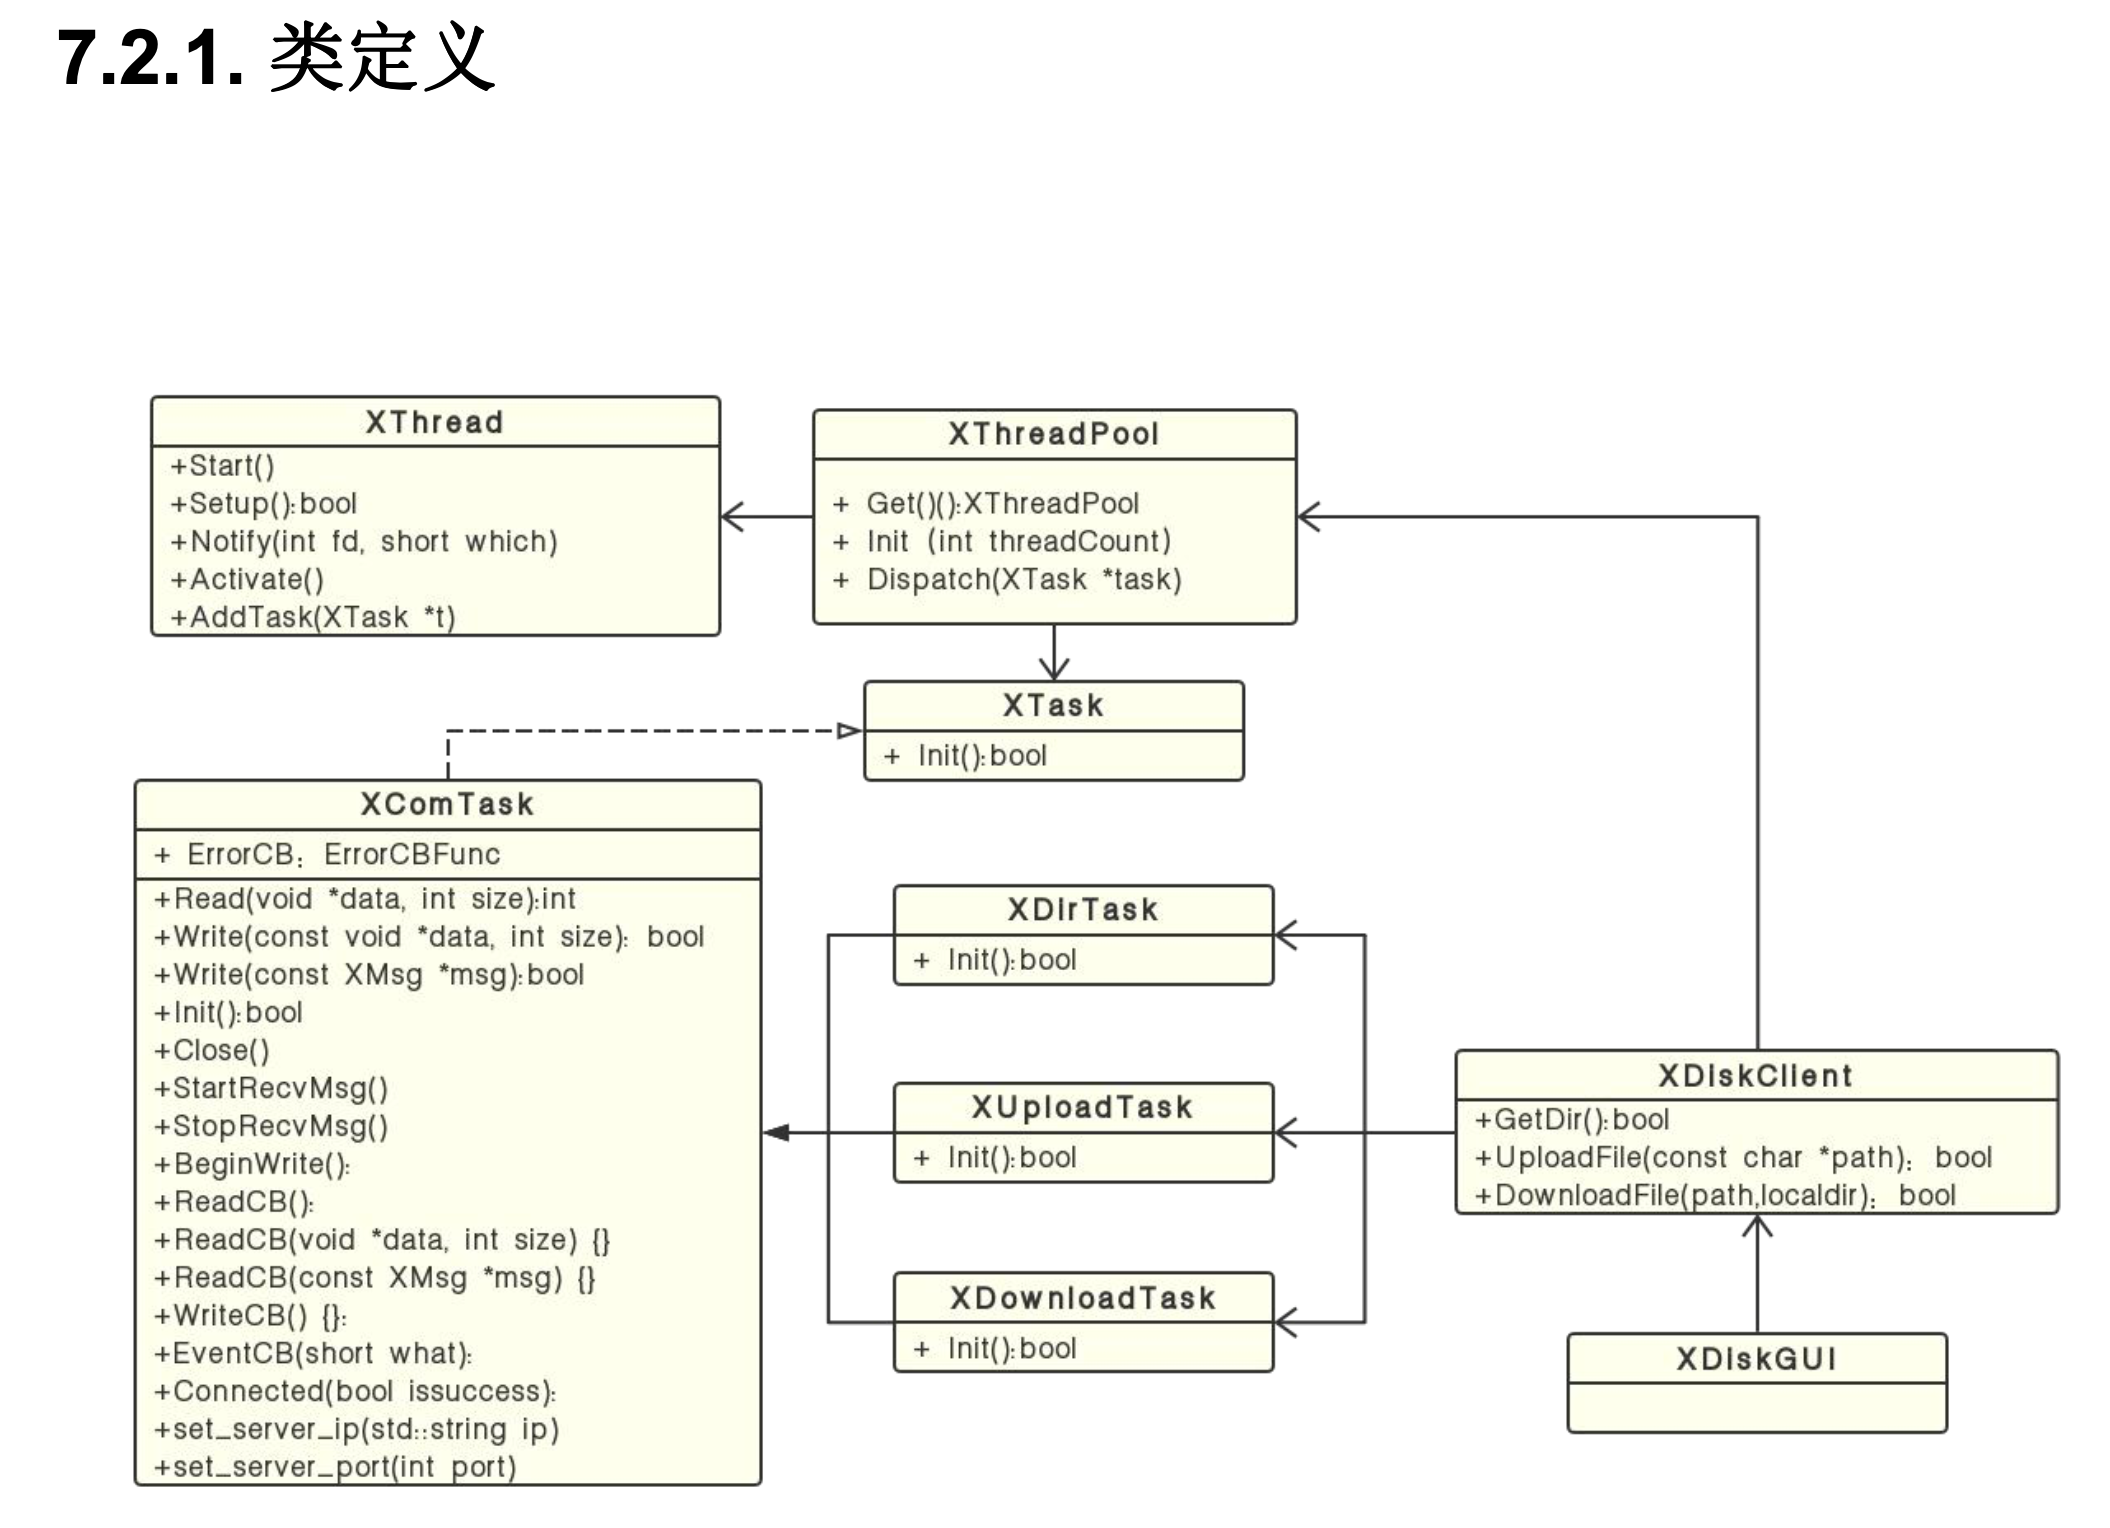 7.2.1. 类定义
XThread
+Start()
+Setup():bool
+Notify(int fd, short which)
+Activate()
+AddTask(XTask *t)
XThreadPool
+ Get()():XThreadPool
+ Init (int threadCount)
+ Dispatch(XTask *task)
XTask
+ Init():bool
XComTask
+ ErrorCB: ErrorCBFunc
+Read(void *data, int size):int
+Write(const void *data, int size): bool
+Write(const XMsg *msg):bool
+Init():bool
+Close()
+StartRecvMsg()
+StopRecvMsg()
+BeginWrite():
+ReadCB():
+ReadCB(void *data, int size) {}
+ReadCB(const XMsg *msg) {}
+WriteCB() {}:
+EventCB(short what):
+Connected(bool issuccess):
+set_server_ip(std::string ip)
+set_server_port(int port)
XDirTask
+ Init():bool
XUploadTask
+ Init():bool
XDownloadTask
+ Init():bool
XDiskClient
+GetDir():bool
+UploadFile(const char *path): bool
+DownloadFile(path,localdir): bool
XDiskGUI